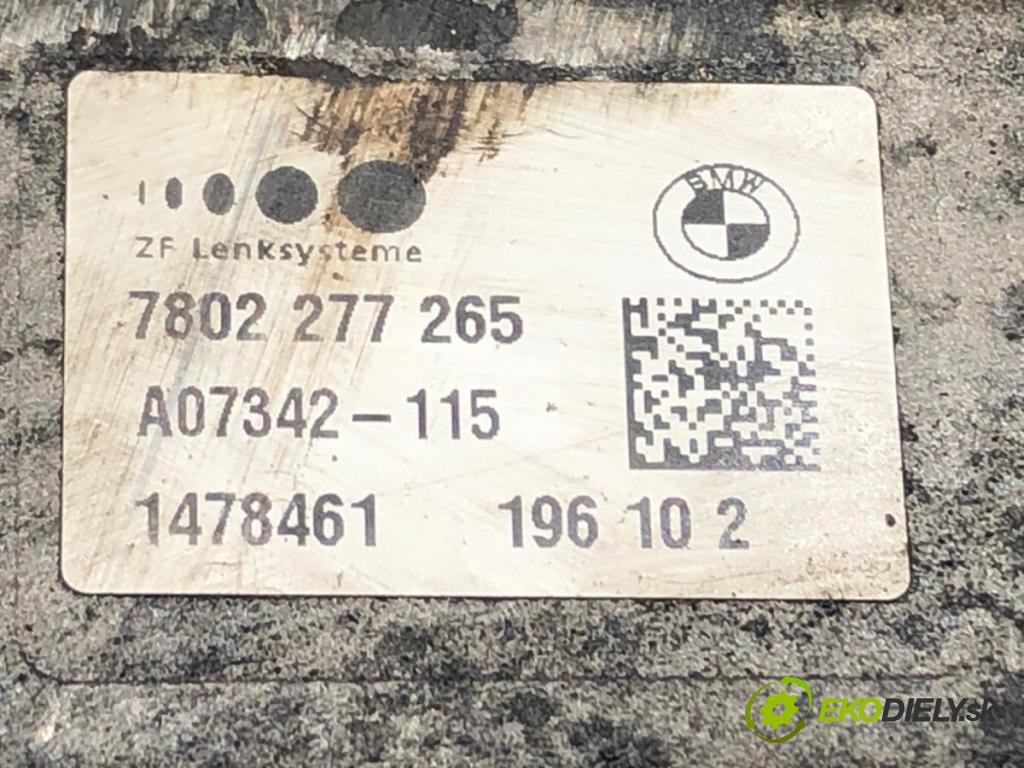 BMW
ZF Lenksysteme
7802 277 265
A07342-115
1478461 196 10 2
EKODIELY.sk